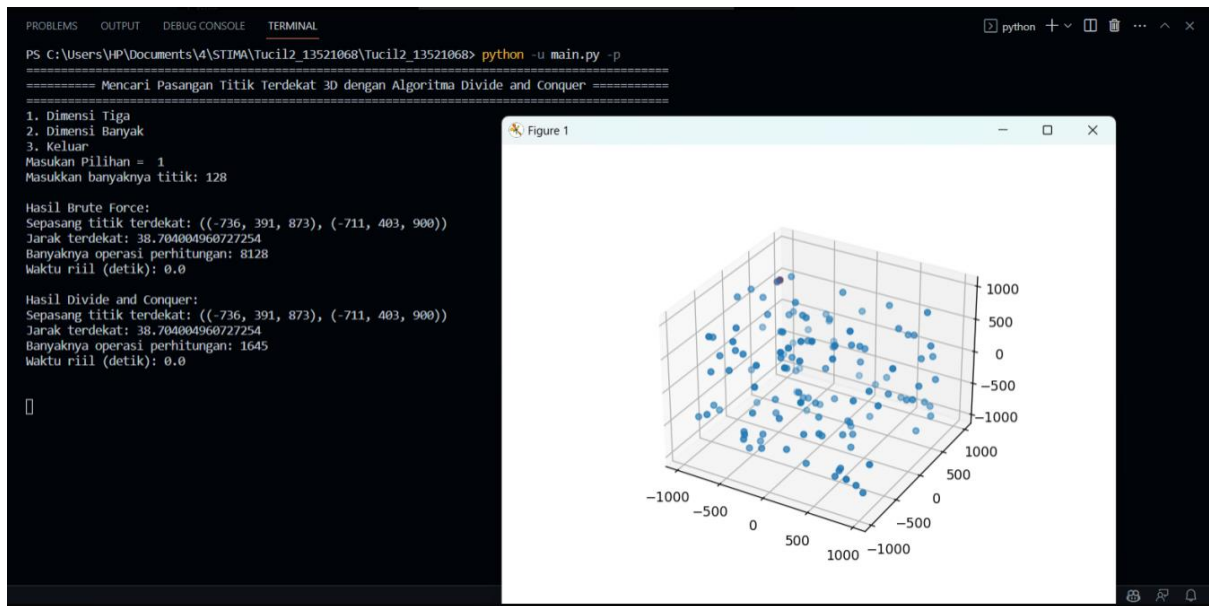 PROBLEMS OUTPUT DEBUG CONSOLE TERMINAL
python
PS C:\Users\HP\Documents\4\STIMA\Tucil2_13521068\Tucil2_13521068> python -u main.py -p
==========================================================================================
========== Mencari Pasangan Titik Terdekat 3D dengan Algoritma Divide and Conquer ===========
==========================================================================================
1. Dimensi Tiga
2. Dimensi Banyak
3. Keluar
Masukan Pilihan = 1
Masukkan banyaknya titik: 128
Hasil Brute Force:
Sepasang titik terdekat: ((-736, 391, 873), (-711, 403, 900))
Jarak terdekat: 38.704004960727254
Banyaknya operasi perhitungan: 8128
Waktu riil (detik): 0.0
Hasil Divide and Conquer:
Sepasang titik terdekat: ((-736, 391, 873), (-711, 403, 900))
Jarak terdekat: 38.704004960727254
Banyaknya operasi perhitungan: 1645
Waktu riil (detik): 0.0
Figure 1
1000
500
0
−500
−1000
1000
500
0
−500
−1000
−1000
−500
0
500
1000